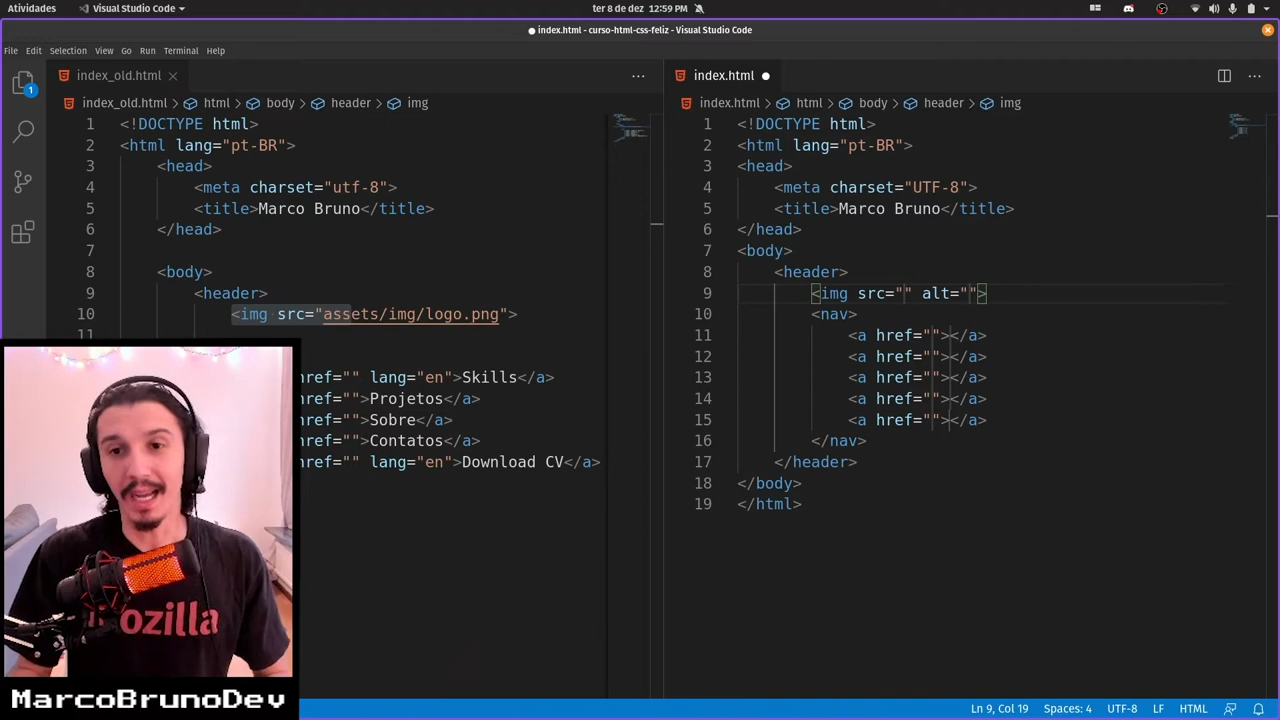 Atividades
Visual Studio Code
ter 8 de dez 12:59 PM
● index.html - curso-html-css-feliz - Visual Studio Code
File Edit Selection View Go Run Terminal Help
1
index_old.html
index_old.html > html > body > header > img
1 <!DOCTYPE html>
2 <html lang="pt-BR">
3 <head>
4 <meta charset="utf-8">
5 <title>Marco Bruno</title>
6 </head>
7
8 <body>
9 <header>
10 <img src="assets/img/logo.png">
11
href="" lang="en">Skills</a>
href="">Projetos</a>
href="">Sobre</a>
href="">Contatos</a>
href="" lang="en">Download CV</a>
index.html ●
index.html > html > body > header > img
1 <!DOCTYPE html>
2 <html lang="pt-BR">
3 <head>
4 <meta charset="UTF-8">
5 <title>Marco Bruno</title>
6 </head>
7 <body>
8 <header>
9 <img src="" alt="">
10 <nav>
11 <a href=""></a>
12 <a href=""></a>
13 <a href=""></a>
14 <a href=""></a>
15 <a href=""></a>
16 </nav>
17 </header>
18 </body>
19 </html>
mozilla
MarcoBrunoDev
Ln 9, Col 19 Spaces: 4 UTF-8 LF HTML